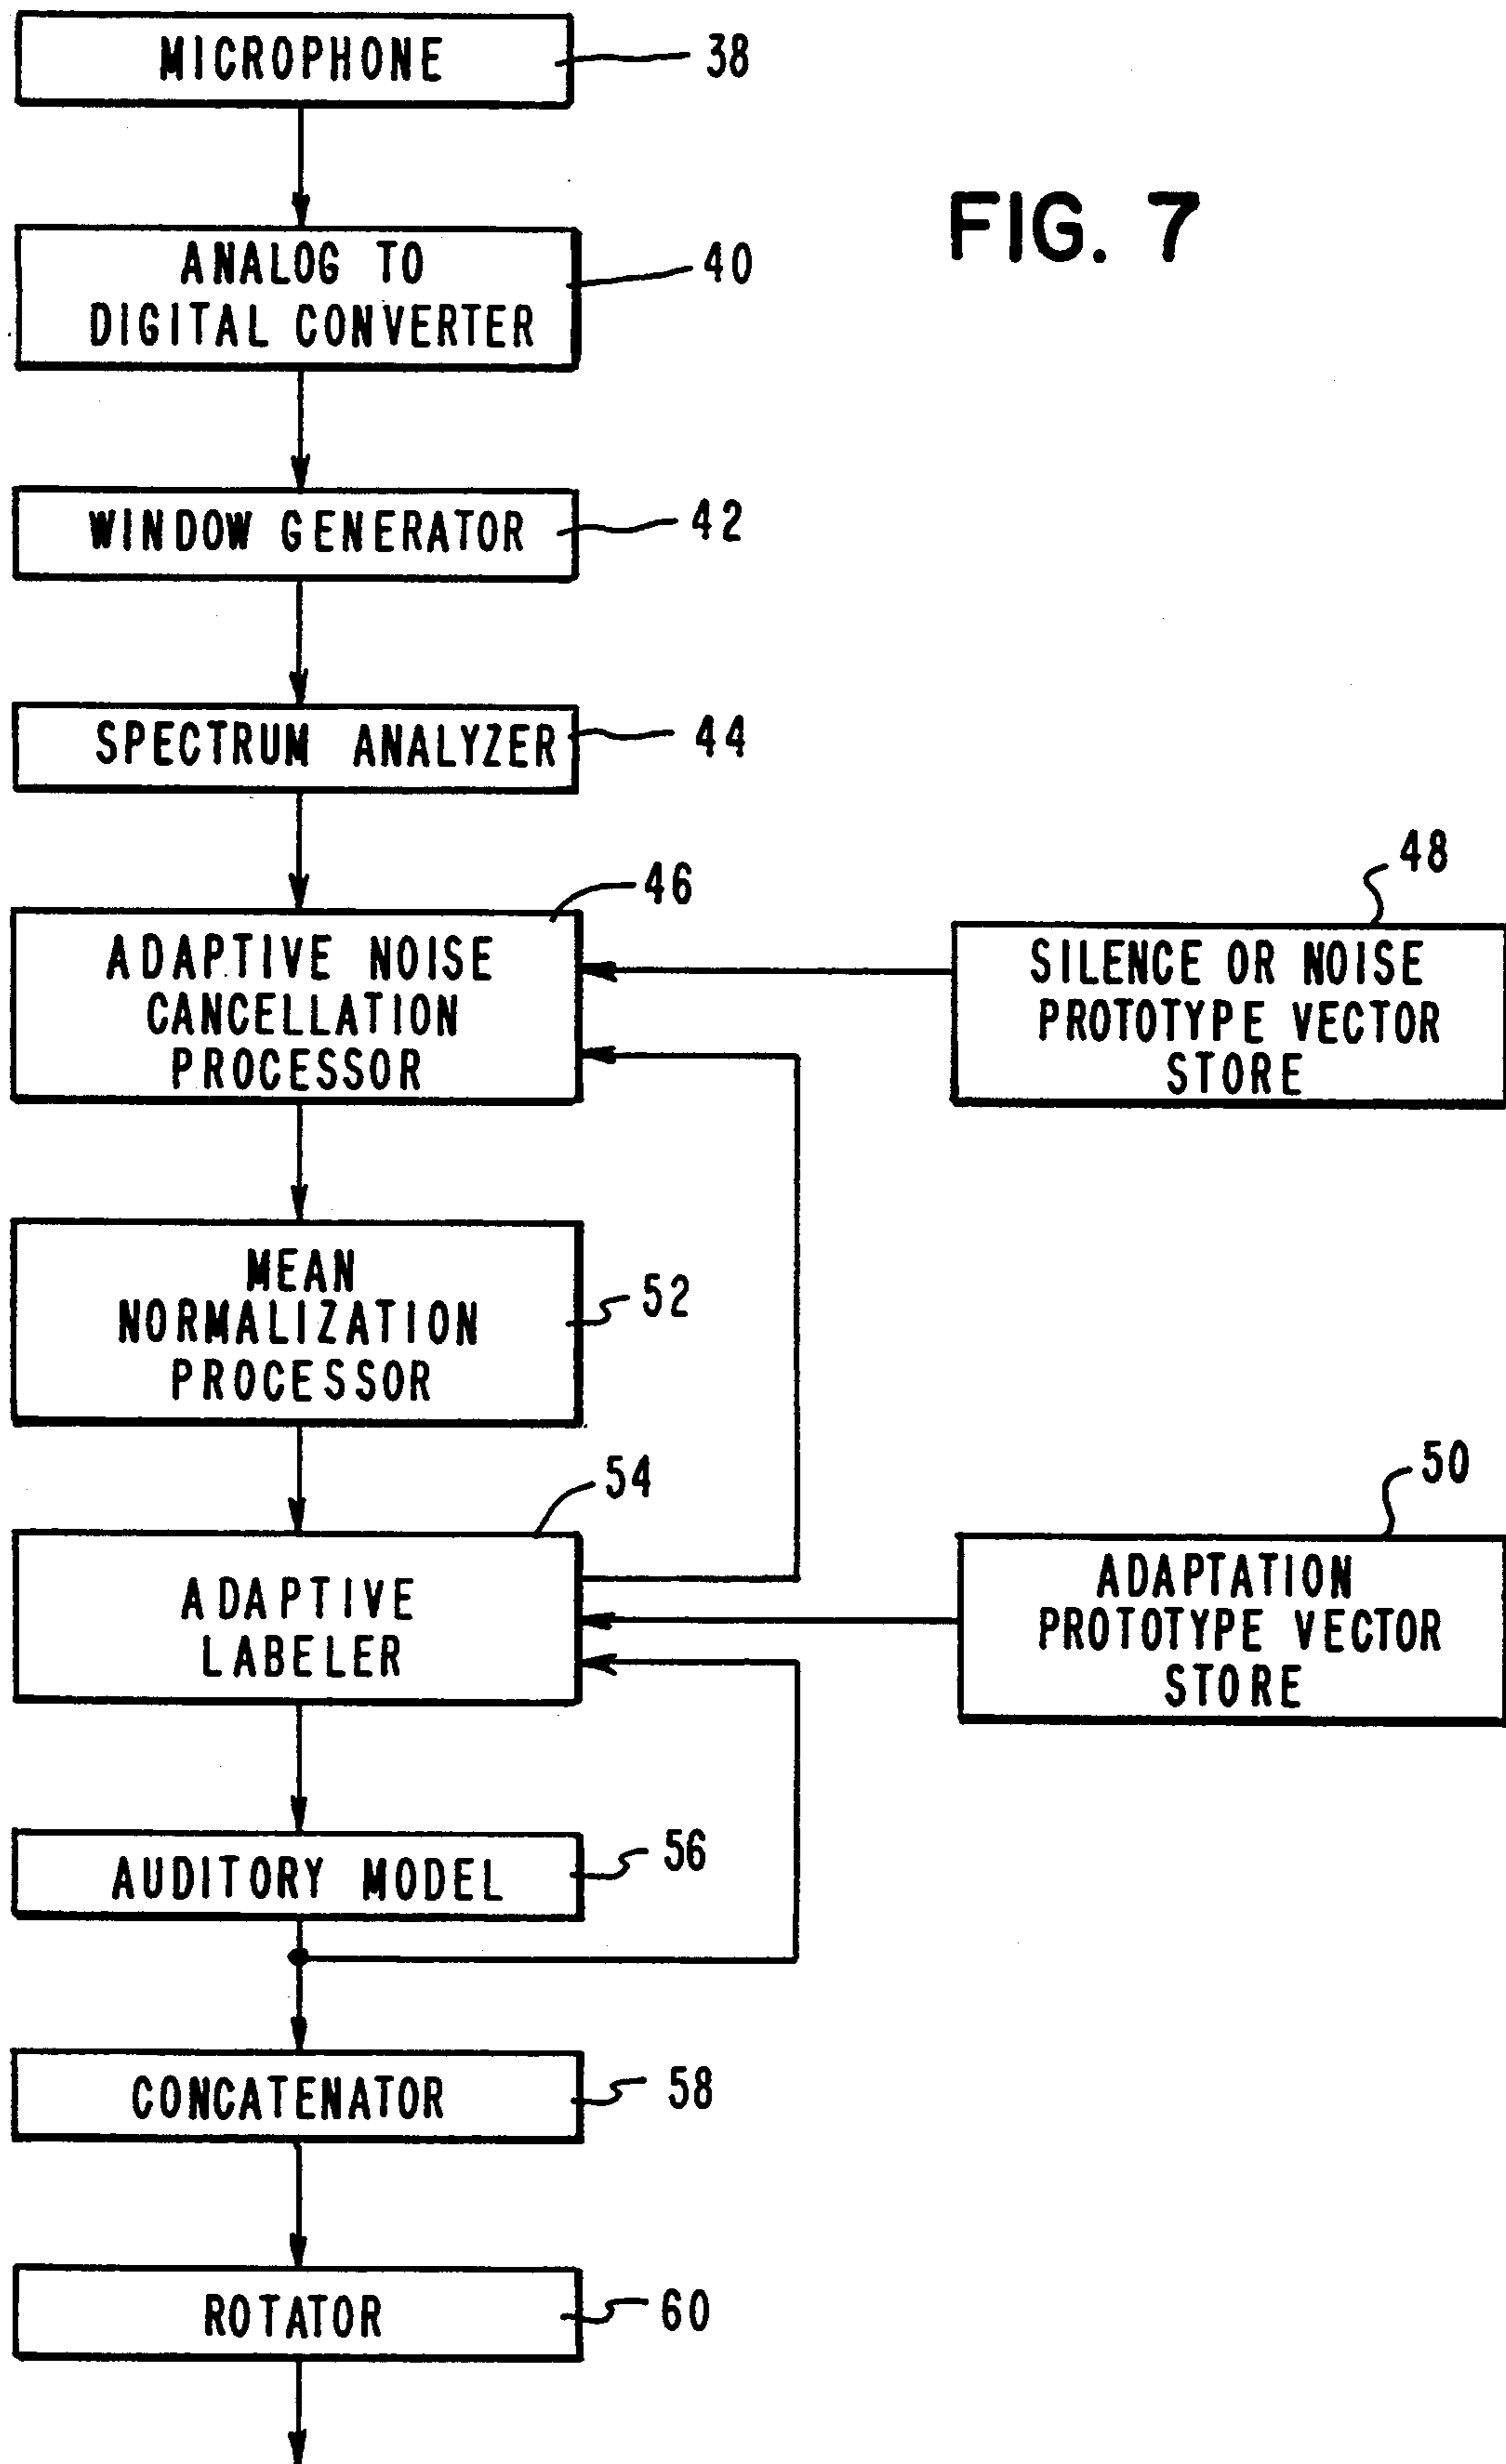 MICROPHONE
38
FIG. 7
ANALOG TO
DIGITAL CONVERTER
40
WINDOW GENERATOR
42
SPECTRUM ANALYZER
44
46
ADAPTIVE NOISE
CANCELLATION
PROCESSOR
48
SILENCE OR NOISE
PROTOTYPE VECTOR
STORE
MEAN
NORMALIZATION
PROCESSOR
52
54
ADAPTIVE
LABELER
50
ADAPTATION
PROTOTYPE VECTOR
STORE
AUDITORY MODEL
56
CONCATENATOR
58
ROTATOR
60